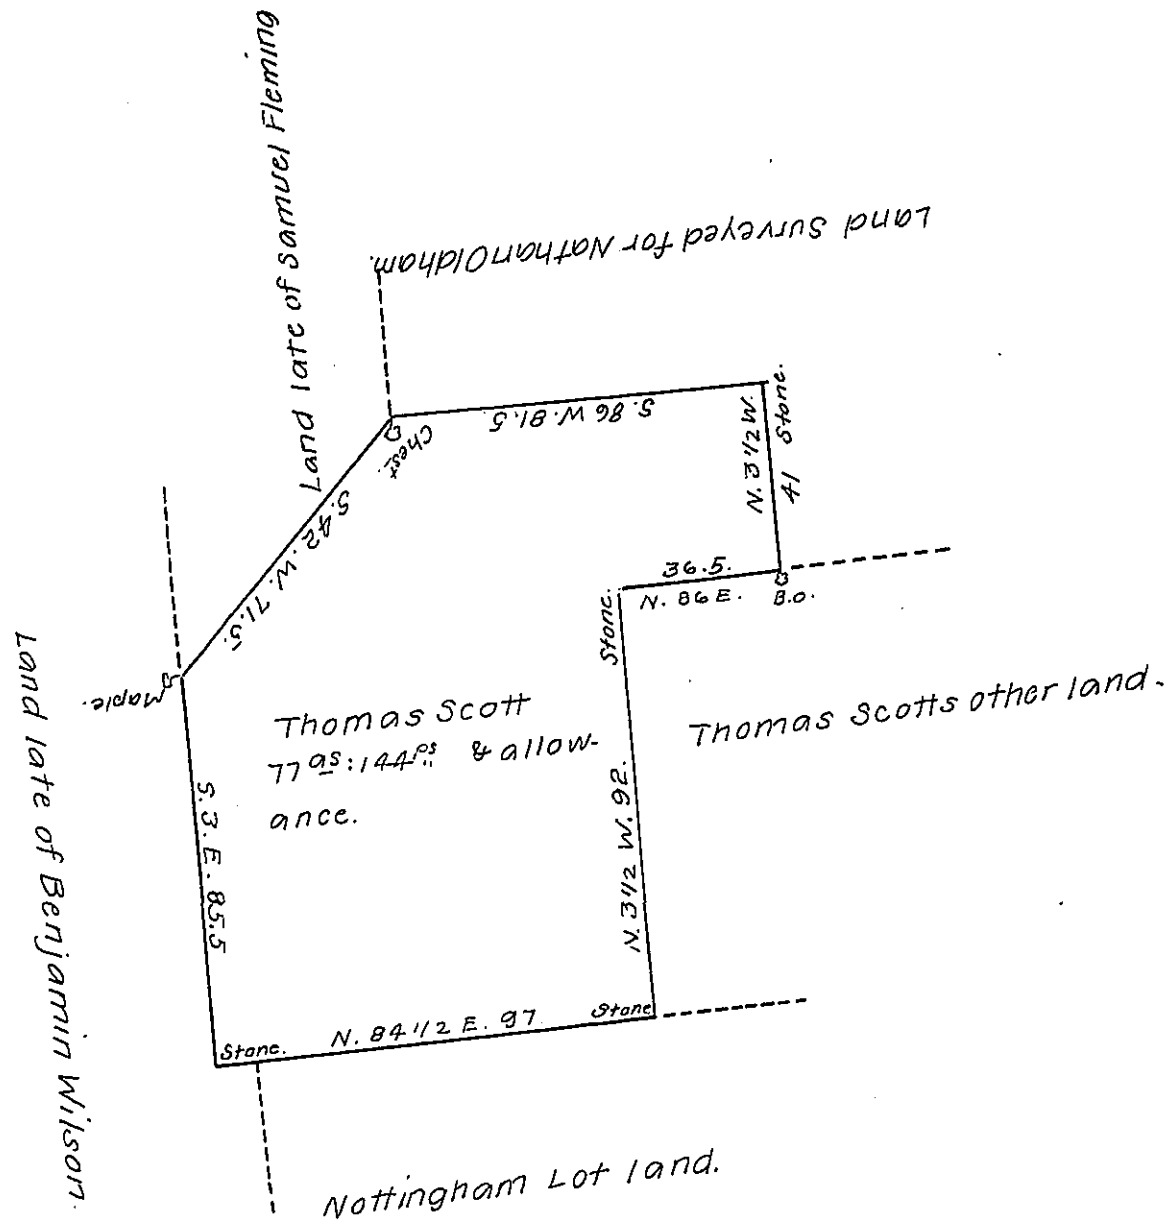 Land late of Samuel Fleming
Land Surveyed for Nathan Oldham.
S. 86 W. 81.5.
Chest.
S. 42. W. 71.5.
N. 3 1/2 W.
41
Stone.
36.5.
N. 86 E.
B.O.
Stone.
Maple.
Land late of Benjamin Wilson.
Thomas Scott
77 as: 144 ps & allow-
ance.
Thomas Scotts other land.
S. 3. E. 85.5
N. 3 1/2 W. 92.
Stone.
N. 84 1/2 E. 97
Stone
Nottingham Lot land.